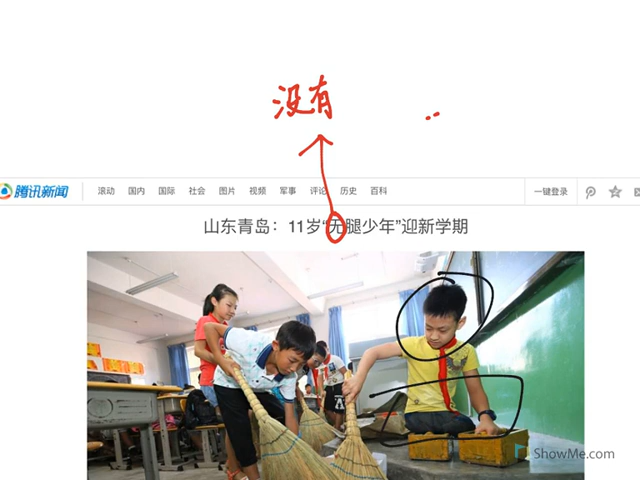 没有
腾讯新闻 滚动 国内 国际 社会 图片 视频 军事 评论 历史 百科 一键登录
山东青岛：11岁“无腿少年”迎新学期
ShowMe.com